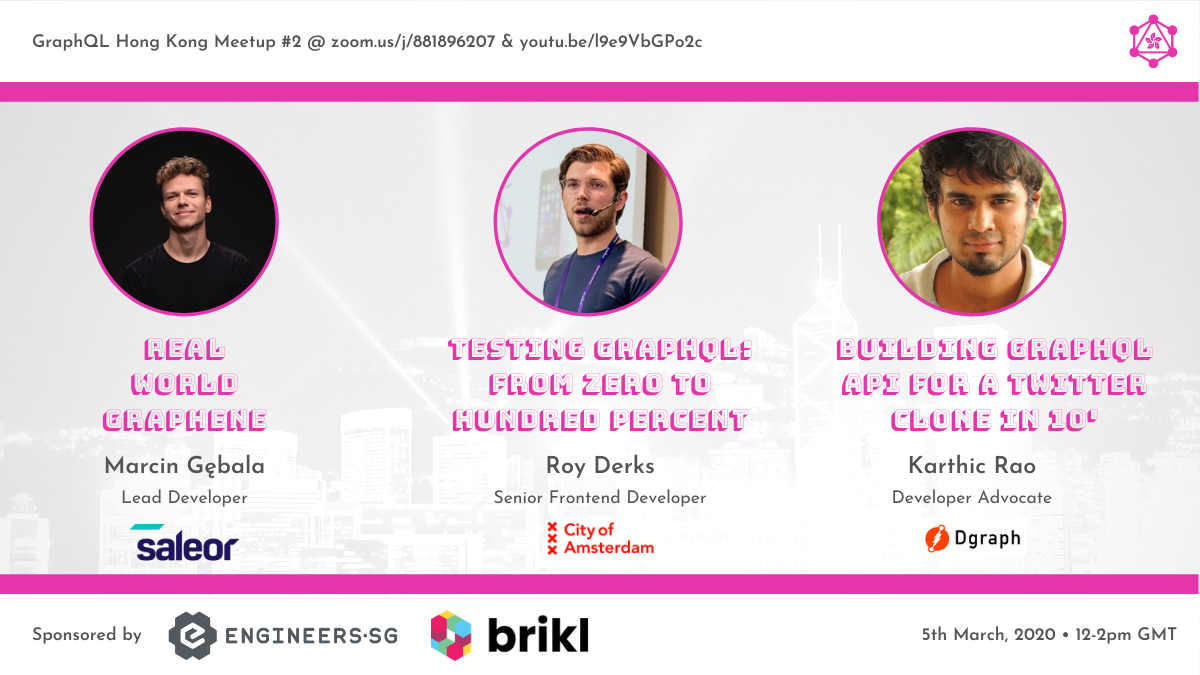 GraphQL Hong Kong Meetup #2 @ zoom.us/j/881896207 & youtu.be/l9e9VbGPo2c
REAL
WORLD
GRAPHENE
Marcin Gębala
Lead Developer
saleor
TESTING GRAPHQL:
FROM ZERO TO
HUNDRED PERCENT
Roy Derks
Senior Frontend Developer
City of
Amsterdam
BUILDING GRAPHQL
API FOR A TWITTER
CLONE IN 10'
Karthic Rao
Developer Advocate
Dgraph
Sponsored by
ENGINEERS·SG
brikl
5th March, 2020 • 12-2pm GMT